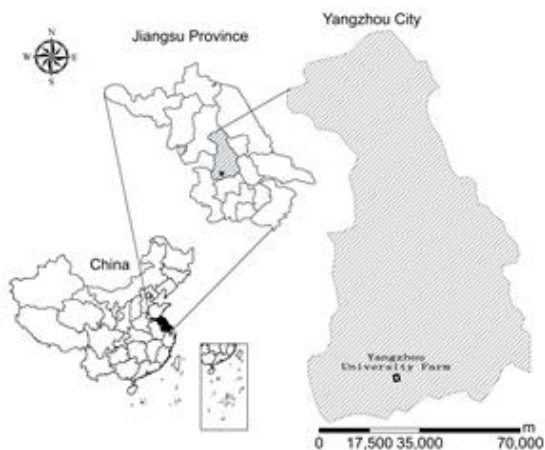 Yangzhou City
Jiangsu Province
N
W E
S
China
Yangzhou
University Farm
m
0 17,500 35,000 70,000